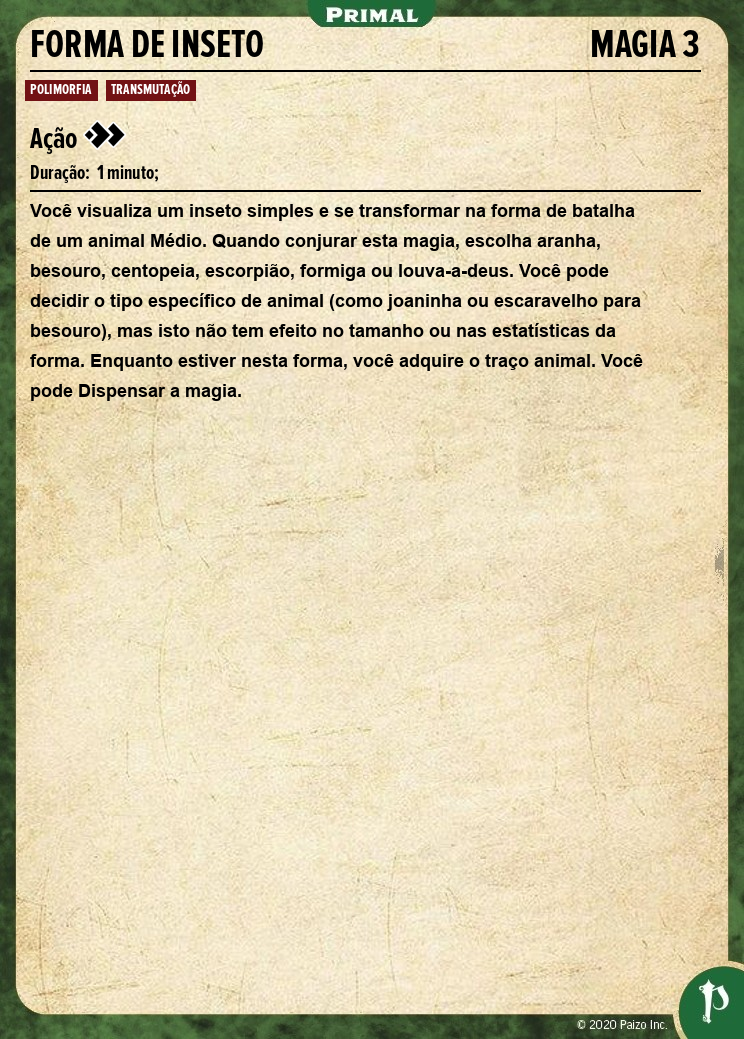 PRIMAL
FORMA DE INSETO MAGIA 3
POLIMORFIA TRANSMUTAÇÃO
Ação
Duração: 1 minuto;
Você visualiza um inseto simples e se transformar na forma de batalha
de um animal Médio. Quando conjurar esta magia, escolha aranha,
besouro, centopeia, escorpião, formiga ou louva-a-deus. Você pode
decidir o tipo específico de animal (como joaninha ou escaravelho para
besouro), mas isto não tem efeito no tamanho ou nas estatísticas da
forma. Enquanto estiver nesta forma, você adquire o traço animal. Você
pode Dispensar a magia.
© 2020 Paizo Inc.